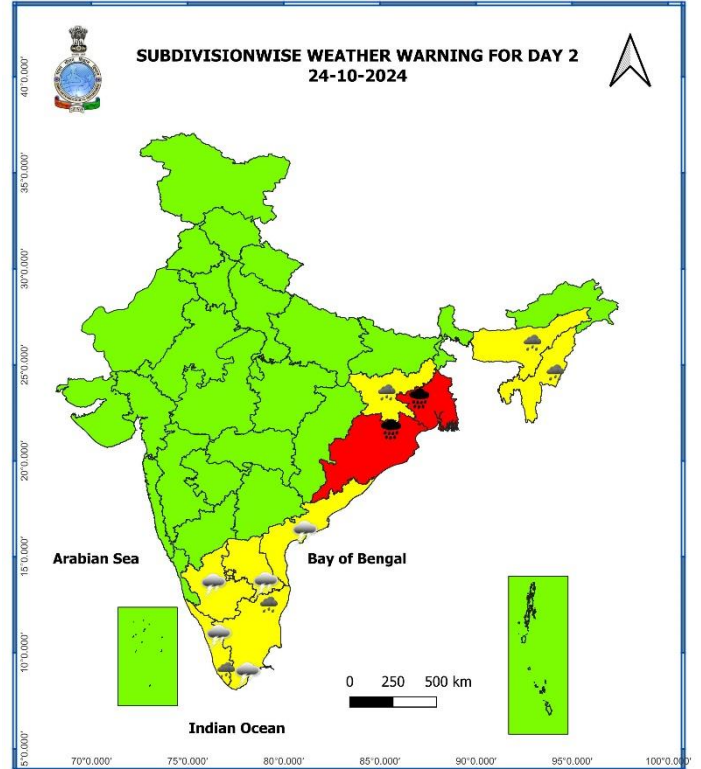 SUBDIVISIONWISE WEATHER WARNING FOR DAY 2
24-10-2024
40°0.000'
35°0.000'
30°0.000'
25°0.000'
20°0.000'
15°0.000'
10°0.000'
5°0.000'
Arabian Sea
Bay of Bengal
0 250 500 km
Indian Ocean
70°0.000' 75°0.000' 80°0.000' 85°0.000' 90°0.000' 95°0.000' 100°0.000'